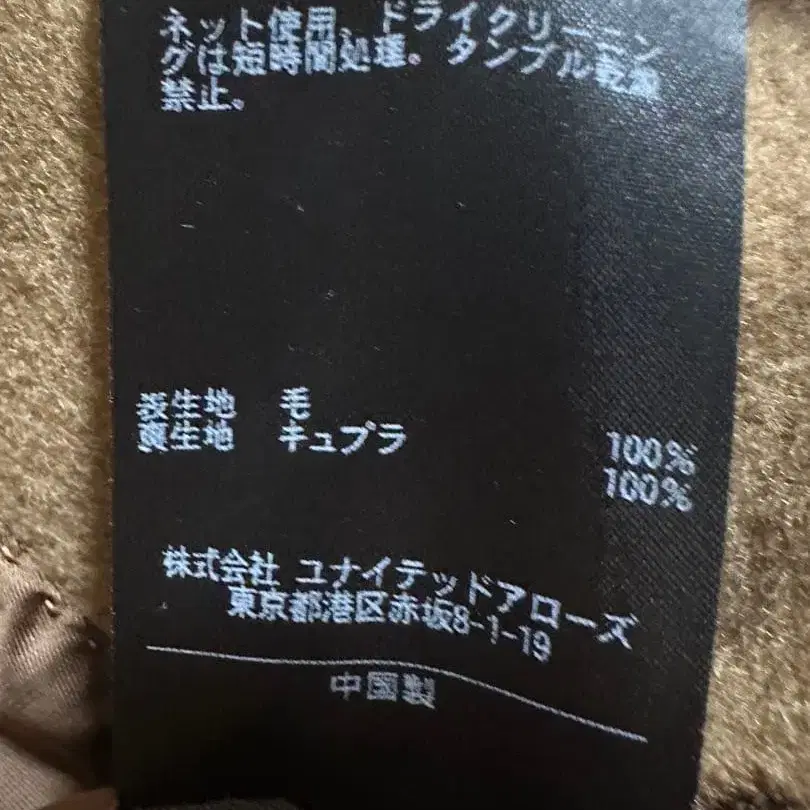 ネット使用。ドライクリーニン
グは短時間処理。タンブル乾燥
禁止。
表生地 毛 100%
裏生地 キュプラ 100%
株式会社 ユナイテッドアローズ
東京都港区赤坂8-1-19
中国製